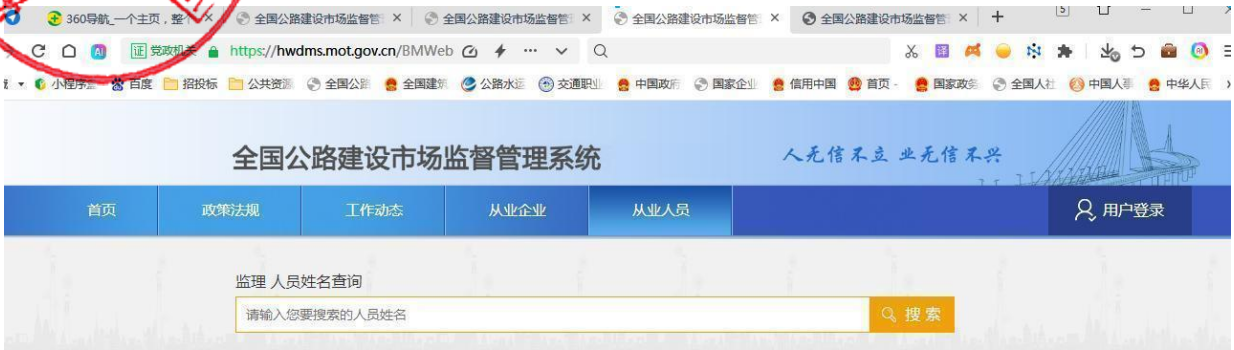 360导航_一个主页，整个 全国公路建设市场监督管 全国公路建设市场监督管 全国公路建设市场监督管 全国公路建设市场监督管 5
证 党政机关 https://hwdms.mot.gov.cn/BMWeb 译
小程序 百度 招投标 公共资源 全国公路 全国建筑 公路水运 交通职业 中国政府 国家企业 信用中国 首页 - 国家政务 全国人社 中国人事 中华人民
全国公路建设市场监督管理系统 人无信不立 业无信不兴
首页 政策法规 工作动态 从业企业 从业人员 用户登录
监理 人员姓名查询
请输入您要搜索的人员姓名 搜索